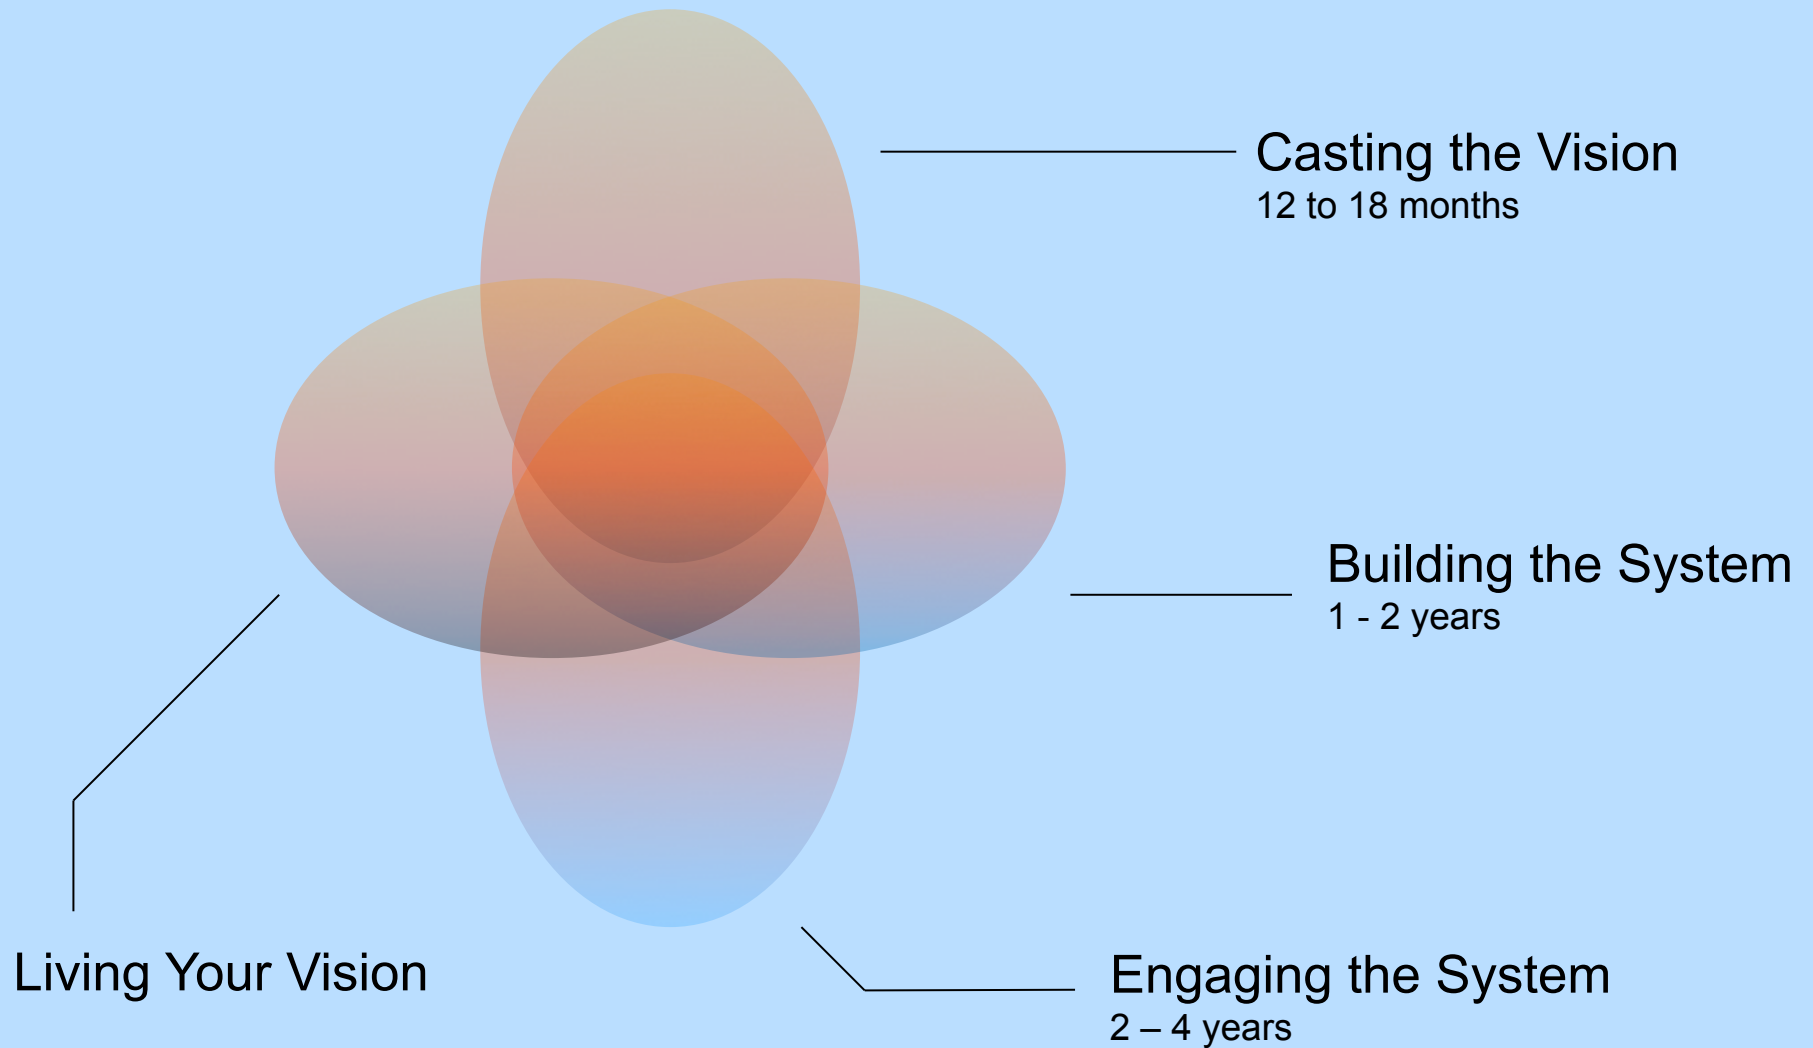 Casting the Vision
12 to 18 months
Building the System
1 - 2 years
Living Your Vision
Engaging the System
2 – 4 years